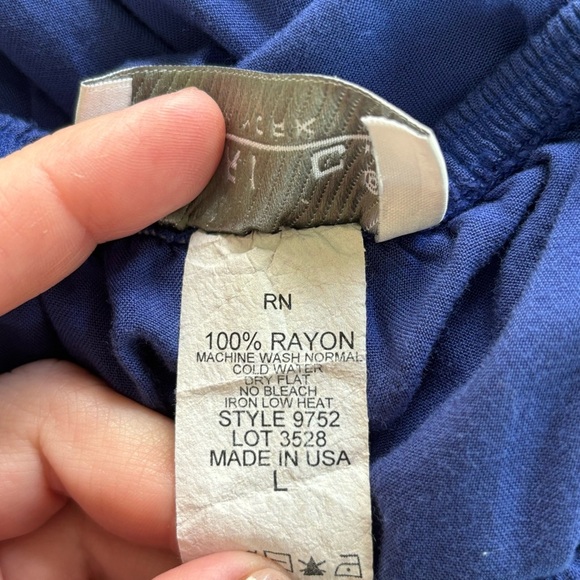 RN
100% RAYON
MACHINE WASH NORMAL
COLD WATER
DRY FLAT
NO BLEACH
IRON LOW HEAT
STYLE 9752
LOT 3528
MADE IN USA
L